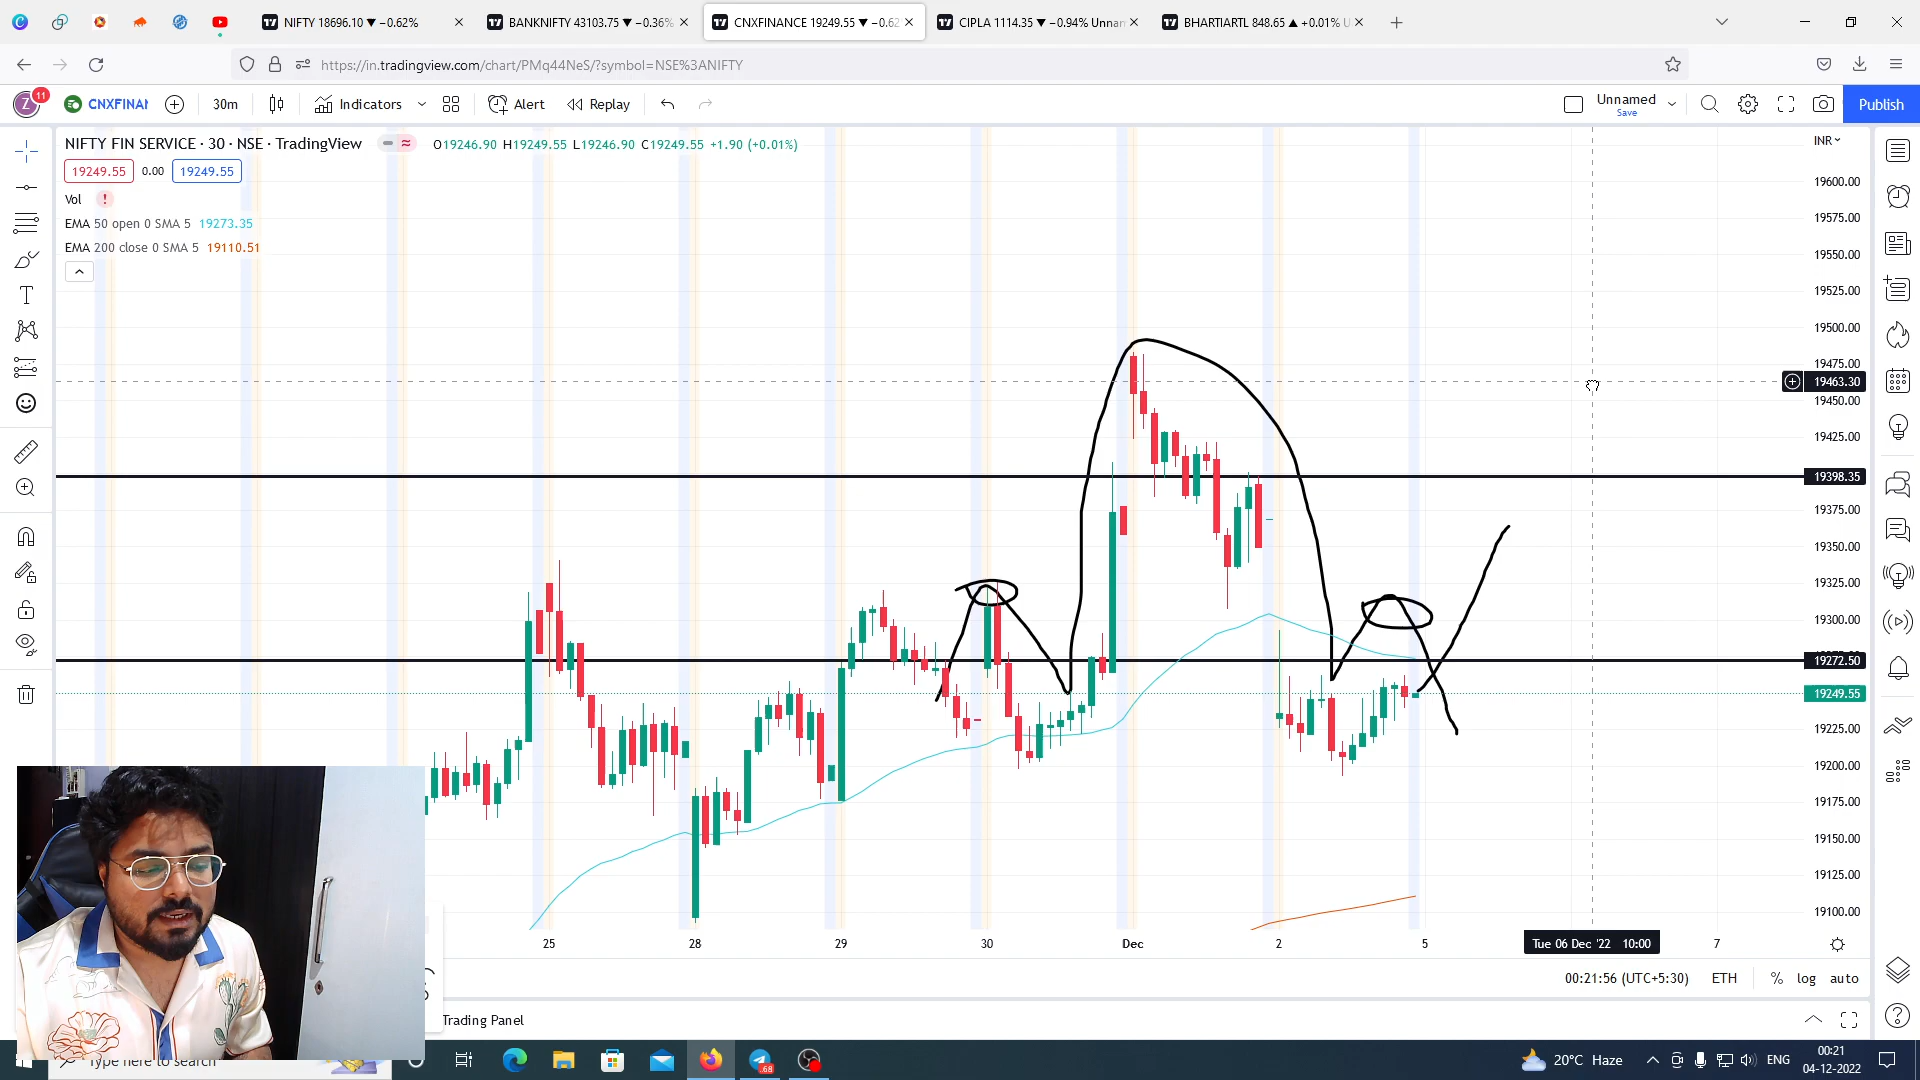 NIFTY 18696.10 ▼ −0.62%
BANKNIFTY 43103.75 ▼ −0.36%
CNXFINANCE 19249.55 ▼ −0.62
CIPLA 1114.35 ▼ −0.94% Unnam
BHARTIARTL 848.65 ▲ +0.01% U
https://in.tradingview.com/chart/PMq44NeS/?symbol=NSE%3ANIFTY
Z
11
CNXFINAN
30m
Indicators
Alert
Replay
Unnamed
Save
Publish
NIFTY FIN SERVICE · 30 · NSE · TradingView
O19246.90 H19249.55 L19246.90 C19249.55 +1.90 (+0.01%)
INR
19249.55
0.00
19249.55
Vol
EMA 50 open 0 SMA 5 19273.35
EMA 200 close 0 SMA 5 19110.51
19600.00
19575.00
19550.00
19525.00
19500.00
19475.00
19463.30
19450.00
19425.00
19398.35
19375.00
19350.00
19325.00
19300.00
19272.50
19249.55
19225.00
19200.00
19175.00
19150.00
19125.00
19100.00
25
28
29
30
Dec
2
5
Tue 06 Dec '22 10:00
7
00:21:56 (UTC+5:30)
ETH
%
log
auto
Trading Panel
Type here to search
.68
20°C Haze
ENG
00:21
04-12-2022